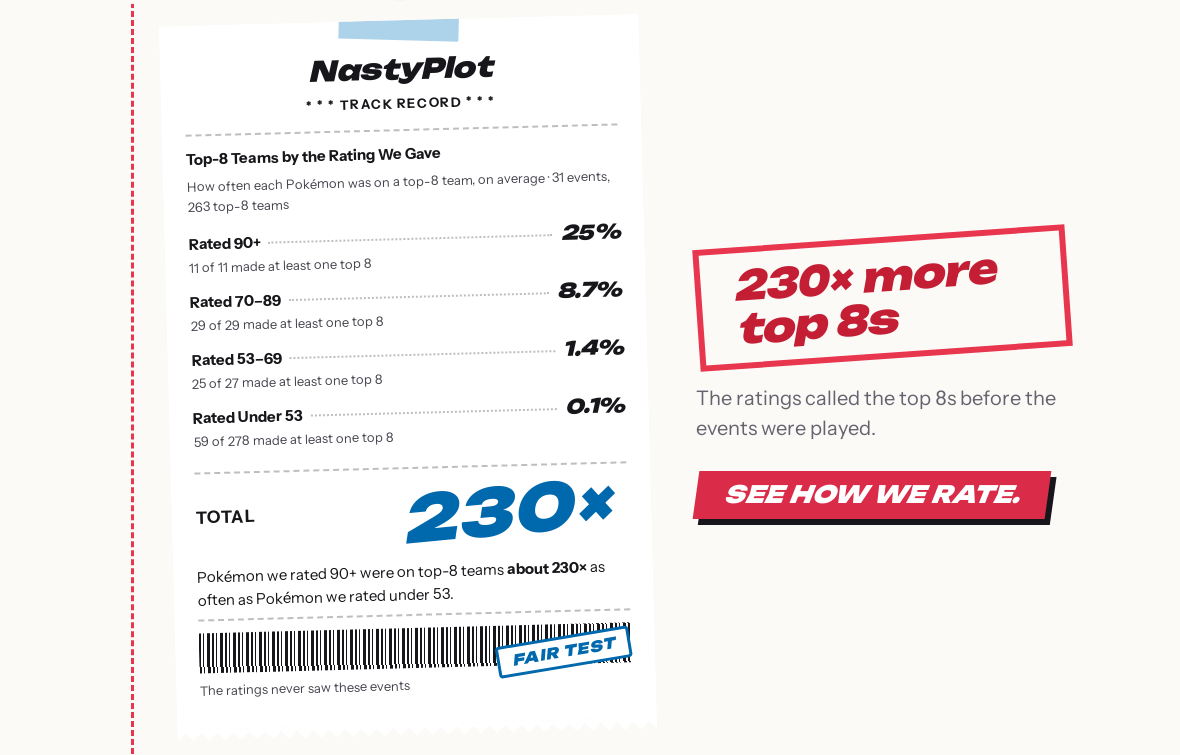 NastyPlot
* * * TRACK RECORD * * *
Top-8 Teams by the Rating We Gave
How often each Pokémon was on a top-8 team, on average · 31 events,
263 top-8 teams
Rated 90+ 25%
11 of 11 made at least one top 8
Rated 70–89 8.7%
29 of 29 made at least one top 8
Rated 53–69 1.4%
25 of 27 made at least one top 8
Rated Under 53 0.1%
59 of 278 made at least one top 8
TOTAL 230×
Pokémon we rated 90+ were on top-8 teams about 230× as
often as Pokémon we rated under 53.
FAIR TEST
The ratings never saw these events
230× more
top 8s
The ratings called the top 8s before the
events were played.
SEE HOW WE RATE.